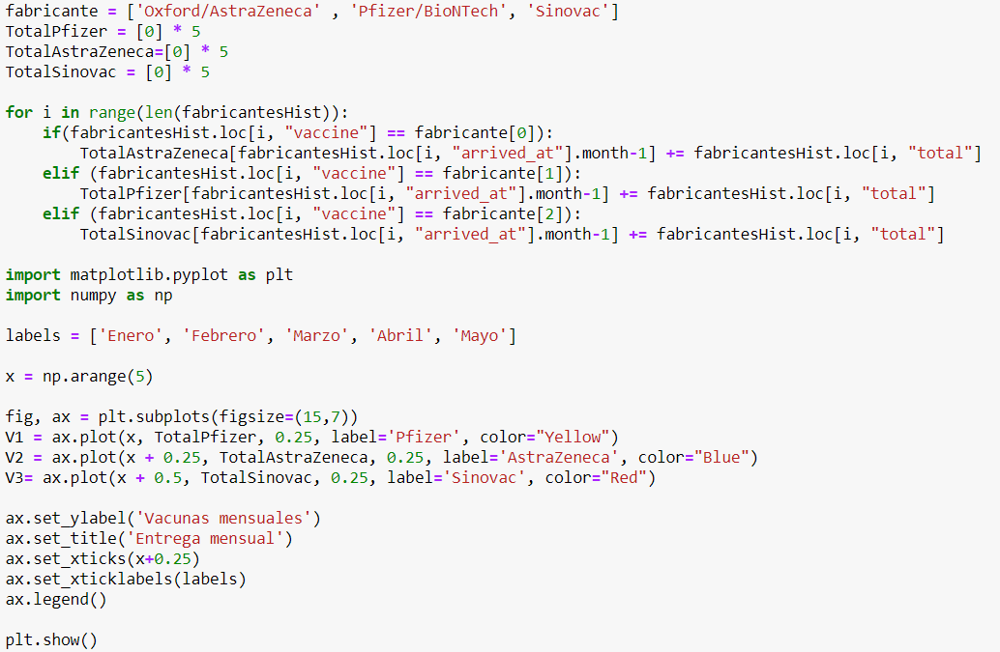 fabricante = ['Oxford/AstraZeneca' , 'Pfizer/BioNTech', 'Sinovac']
TotalPfizer = [0] * 5
TotalAstraZeneca=[0] * 5
TotalSinovac = [0] * 5
for i in range(len(fabricantesHist)):
    if(fabricantesHist.loc[i, "vaccine"] == fabricante[0]):
        TotalAstraZeneca[fabricantesHist.loc[i, "arrived_at"].month-1] += fabricantesHist.loc[i, "total"]
    elif (fabricantesHist.loc[i, "vaccine"] == fabricante[1]):
        TotalPfizer[fabricantesHist.loc[i, "arrived_at"].month-1] += fabricantesHist.loc[i, "total"]
    elif (fabricantesHist.loc[i, "vaccine"] == fabricante[2]):
        TotalSinovac[fabricantesHist.loc[i, "arrived_at"].month-1] += fabricantesHist.loc[i, "total"]
import matplotlib.pyplot as plt
import numpy as np
labels = ['Enero', 'Febrero', 'Marzo', 'Abril', 'Mayo']
x = np.arange(5)
fig, ax = plt.subplots(figsize=(15,7))
V1 = ax.plot(x, TotalPfizer, 0.25, label='Pfizer', color="Yellow")
V2 = ax.plot(x + 0.25, TotalAstraZeneca, 0.25, label='AstraZeneca', color="Blue")
V3= ax.plot(x + 0.5, TotalSinovac, 0.25, label='Sinovac', color="Red")
ax.set_ylabel('Vacunas mensuales')
ax.set_title('Entrega mensual')
ax.set_xticks(x+0.25)
ax.set_xticklabels(labels)
ax.legend()
plt.show()